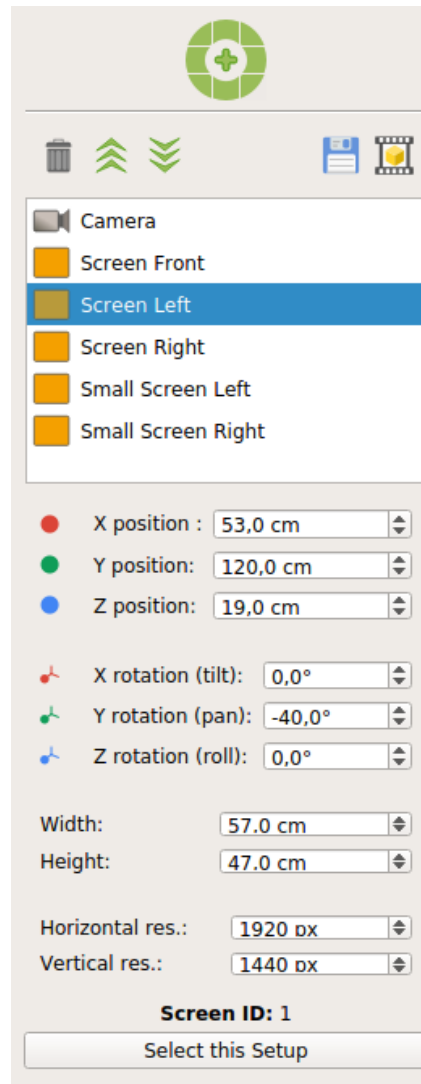 Camera
Screen Front
Screen Left
Screen Right
Small Screen Left
Small Screen Right
X position : 53,0 cm
Y position: 120,0 cm
Z position: 19,0 cm
X rotation (tilt): 0,0°
Y rotation (pan): -40,0°
Z rotation (roll): 0,0°
Width: 57.0 cm
Height: 47.0 cm
Horizontal res.: 1920 px
Vertical res.: 1440 px
Screen ID: 1
Select this Setup